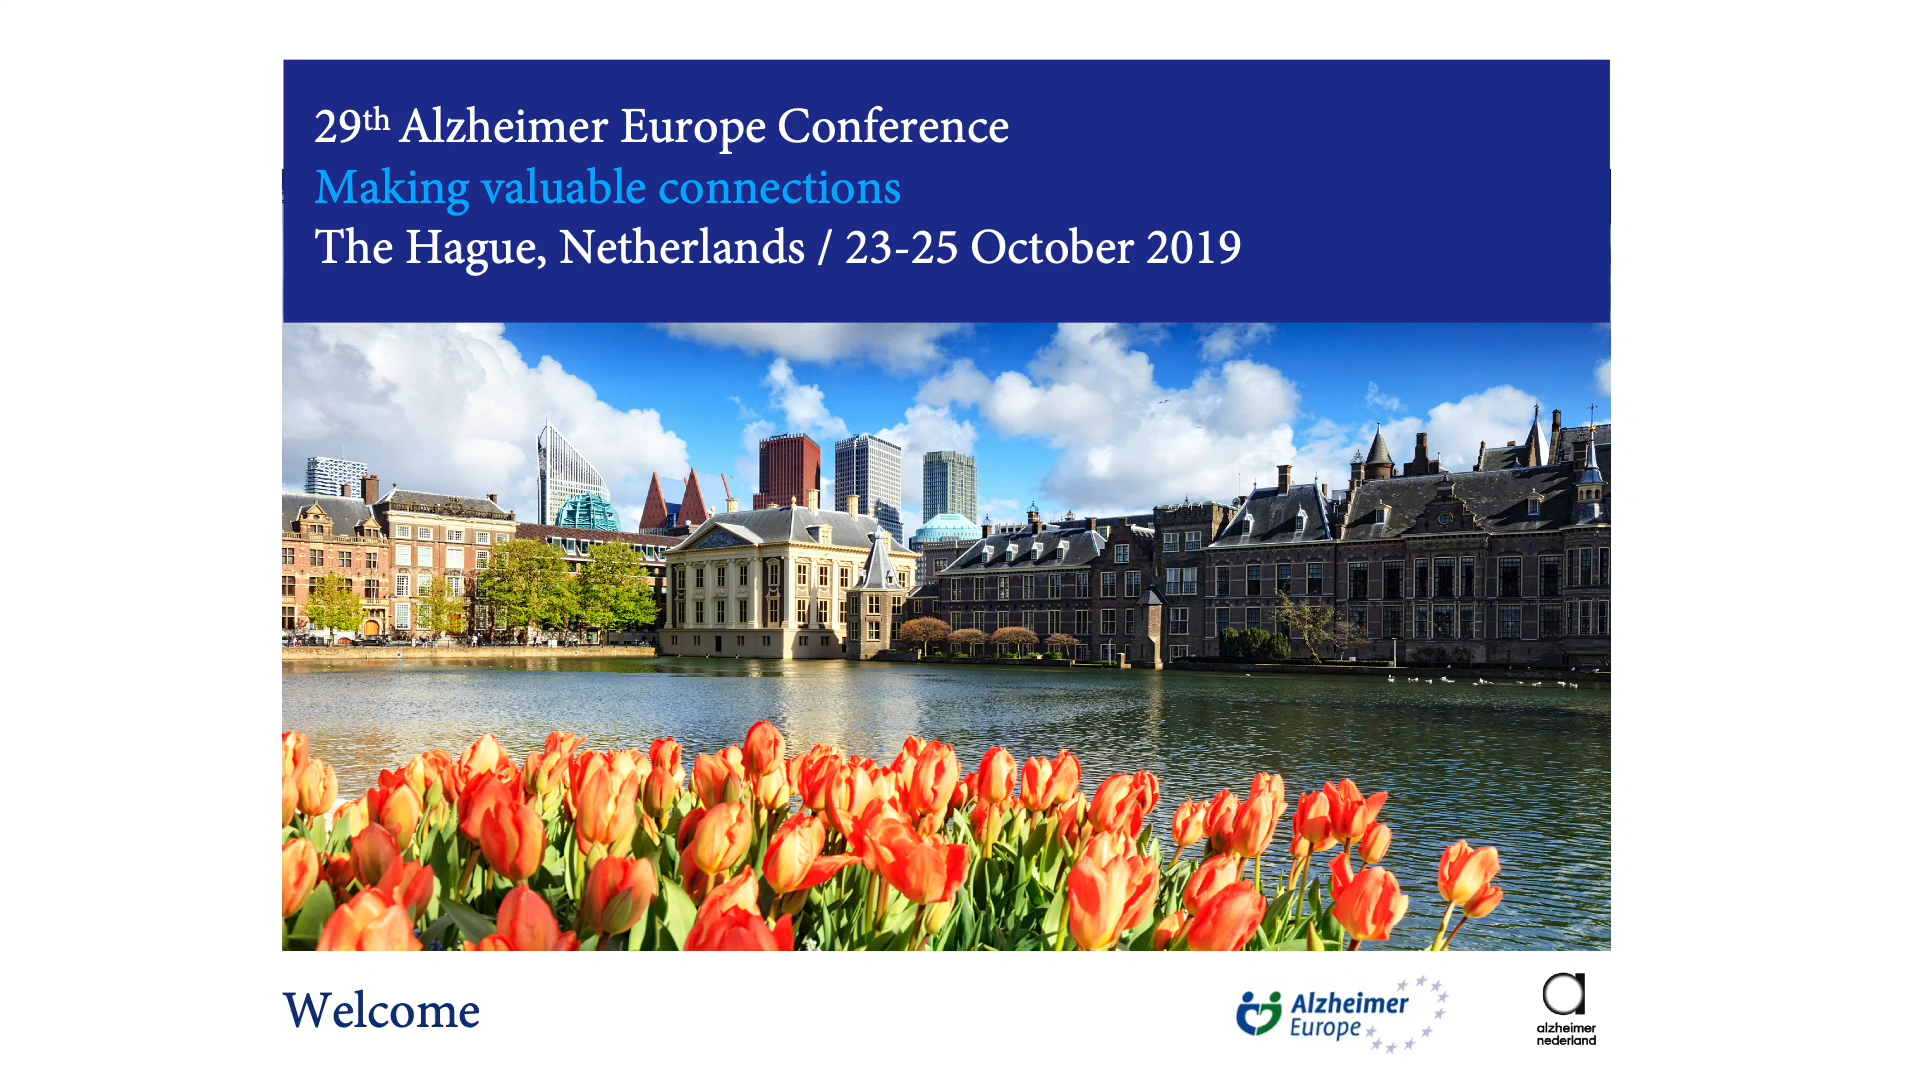 29th Alzheimer Europe Conference
Making valuable connections
The Hague, Netherlands / 23-25 October 2019
Welcome
Alzheimer
Europe
alzheimer
nederland